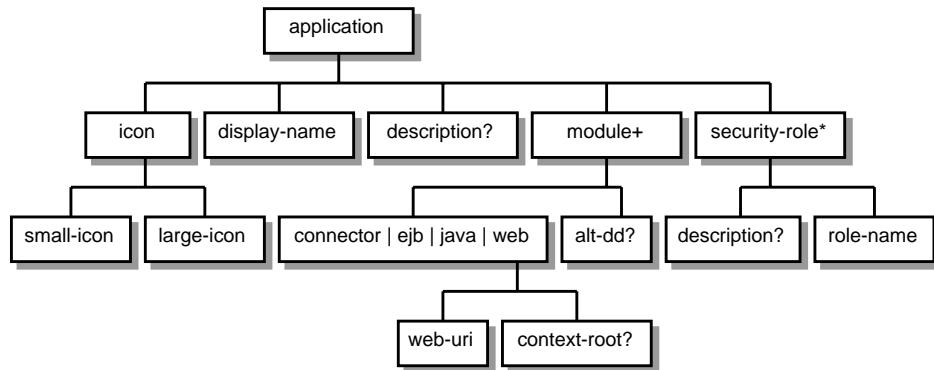 application
icon
display-name
description?
module+
security-role*
small-icon
large-icon
connector | ejb | java | web
alt-dd?
description?
role-name
web-uri
context-root?